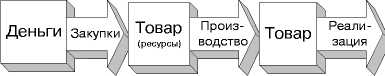 Деньги
Закупки
Товар
(ресурсы)
Произ-
водство
Товар
Реали-
зация